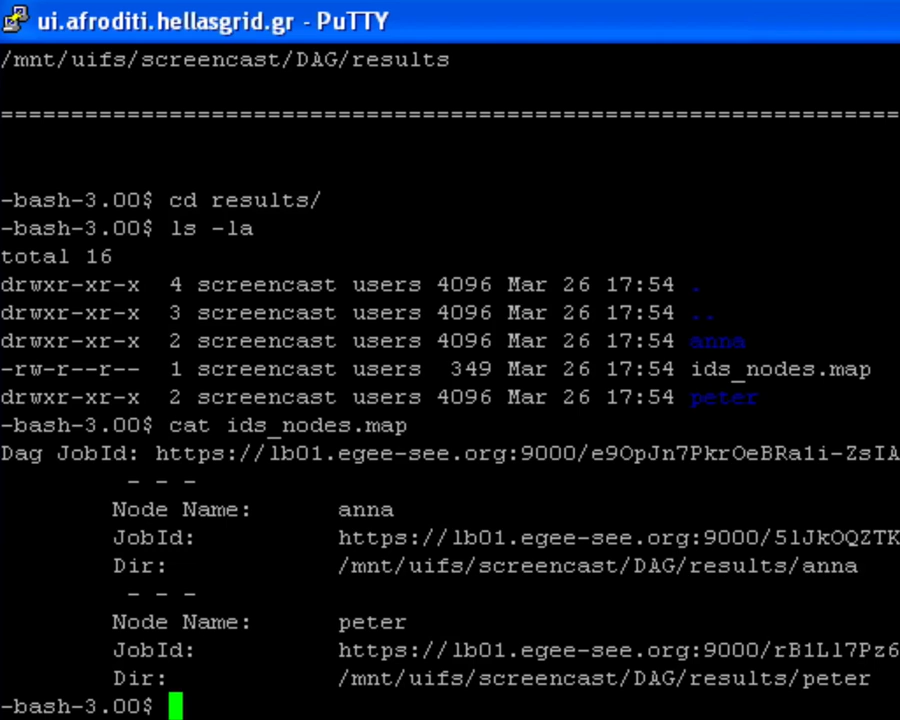 ui.afroditi.hellasgrid.gr - PuTTY
/mnt/uifs/screencast/DAG/results
================================================================
-bash-3.00$ cd results/
-bash-3.00$ ls -la
total 16
drwxr-xr-x  4 screencast users 4096 Mar 26 17:54 .
drwxr-xr-x  3 screencast users 4096 Mar 26 17:54 ..
drwxr-xr-x  2 screencast users 4096 Mar 26 17:54 anna
-rw-r--r--  1 screencast users  349 Mar 26 17:54 ids_nodes.map
drwxr-xr-x  2 screencast users 4096 Mar 26 17:54 peter
-bash-3.00$ cat ids_nodes.map
Dag JobId: https://lb01.egee-see.org:9000/e9OpJn7PkrOeBRa1i-ZsIA
- - -
Node Name:      anna
JobId:          https://lb01.egee-see.org:9000/5lJkOQZTK
Dir:            /mnt/uifs/screencast/DAG/results/anna
- - -
Node Name:      peter
JobId:          https://lb01.egee-see.org:9000/rB1Ll7Pz6
Dir:            /mnt/uifs/screencast/DAG/results/peter
-bash-3.00$